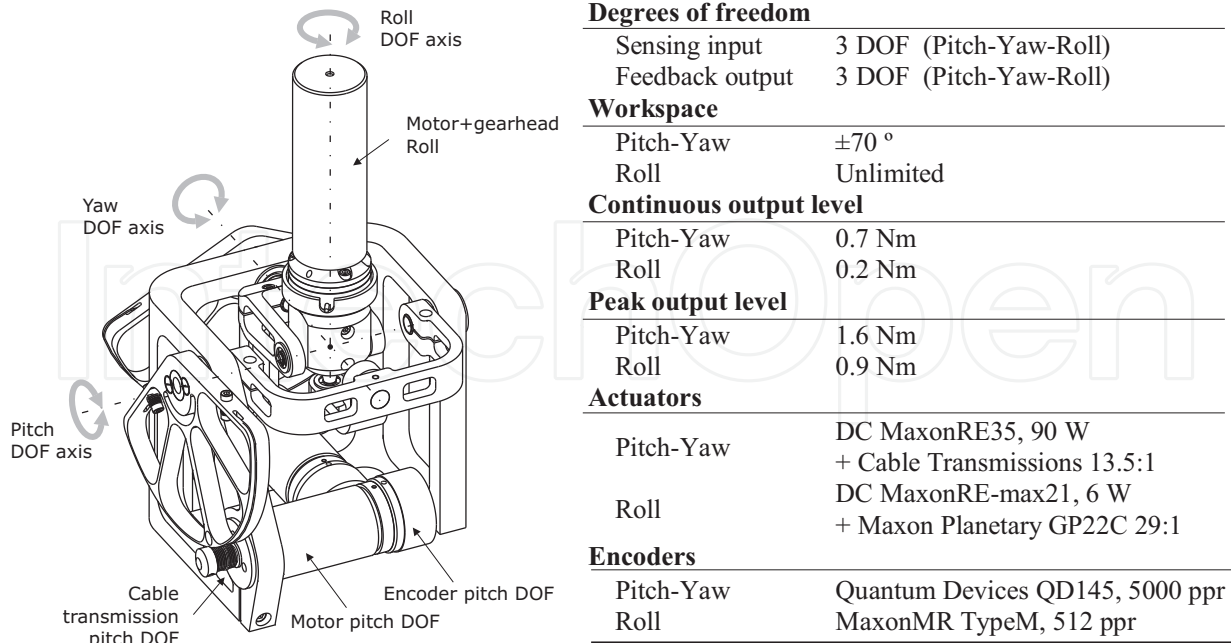 Roll
DOF axis
Motor+gearhead
Roll
Yaw
DOF axis
Pitch
DOF axis
Cable
transmission
pitch DOF
Motor pitch DOF
Encoder pitch DOF
Degrees of freedom
Sensing input 3 DOF (Pitch-Yaw-Roll)
Feedback output 3 DOF (Pitch-Yaw-Roll)
Workspace
Pitch-Yaw ±70 º
Roll Unlimited
Continuous output level
Pitch-Yaw 0.7 Nm
Roll 0.2 Nm
Peak output level
Pitch-Yaw 1.6 Nm
Roll 0.9 Nm
Actuators
Pitch-Yaw DC MaxonRE35, 90 W
+ Cable Transmissions 13.5:1
Roll DC MaxonRE-max21, 6 W
+ Maxon Planetary GP22C 29:1
Encoders
Pitch-Yaw Quantum Devices QD145, 5000 ppr
Roll MaxonMR TypeM, 512 ppr
IntechOpen